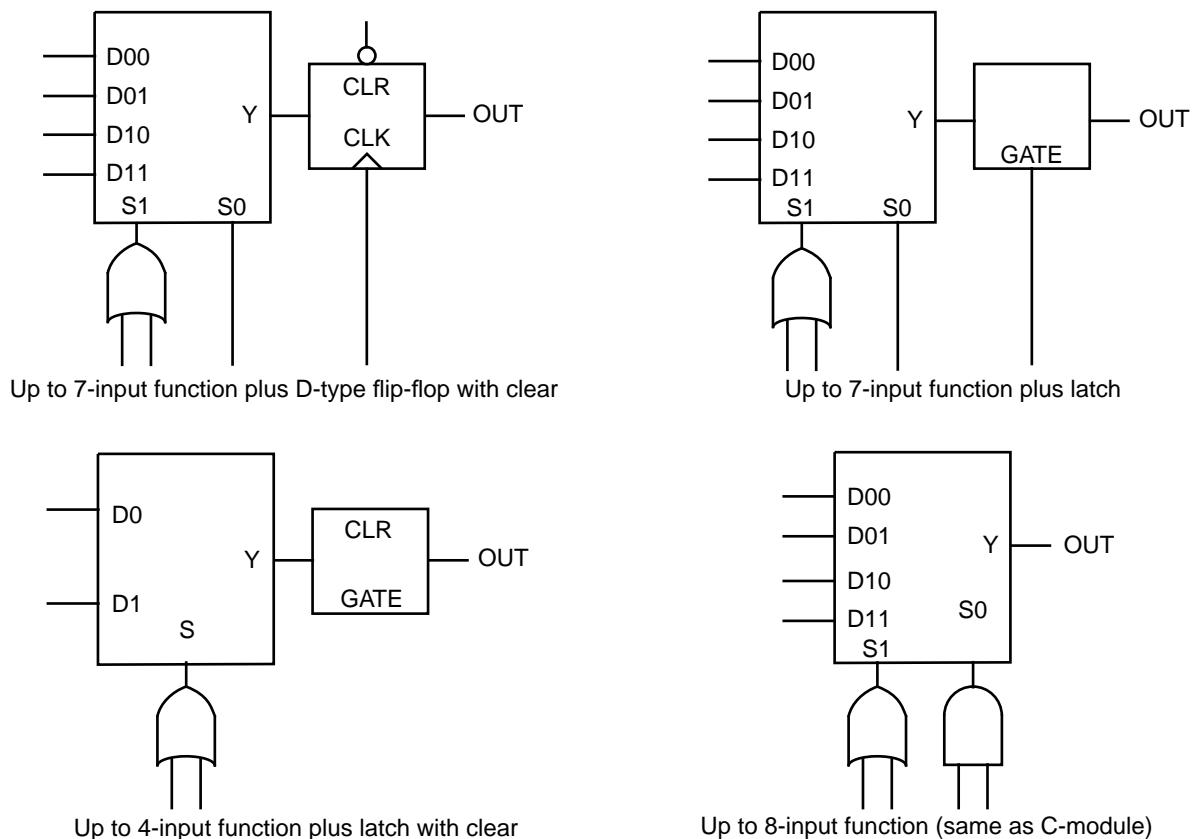 D00
D01
D10
D11
S1
S0
Y
CLR
CLK
OUT
Up to 7-input function plus D-type flip-flop with clear
D00
D01
D10
D11
S1
S0
Y
GATE
OUT
Up to 7-input function plus latch
D0
D1
S
Y
CLR
GATE
OUT
Up to 4-input function plus latch with clear
D00
D01
D10
D11
S1
Y
S0
OUT
Up to 8-input function (same as C-module)